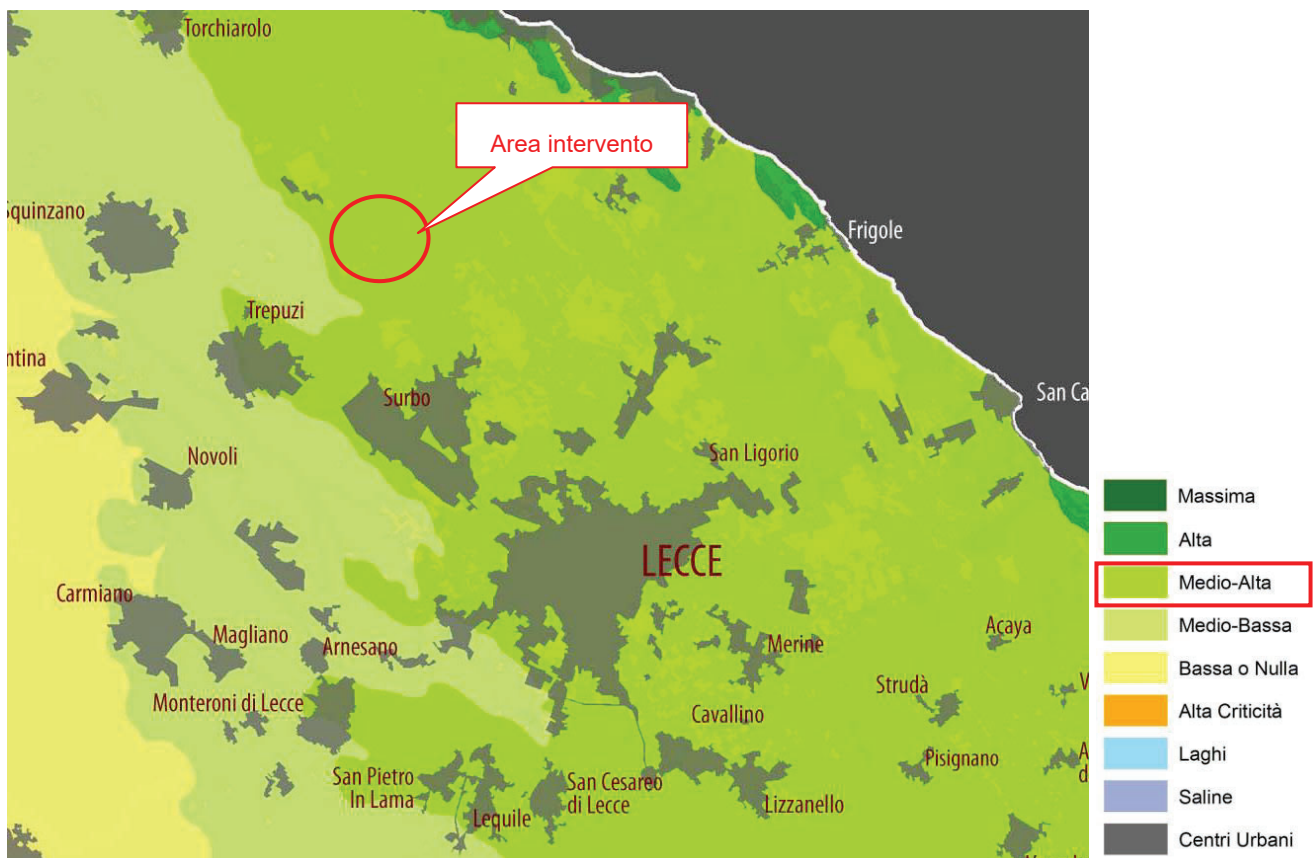 Torchiarolo
Area intervento
Squinzano
Frigole
Trepuzi
San Ca
ntina
Surbo
Novoli
San Ligorio
LECCE
Carmiano
Magliano
Arnesano
Merine
Acaya
Monteroni di Lecce
Strudà
Cavallino
Pisignano
San Pietro
In Lama
San Cesareo
di Lecce
Lequile
Lizzanello
V
A
d
Massima
Alta
Medio-Alta
Medio-Bassa
Bassa o Nulla
Alta Criticità
Laghi
Saline
Centri Urbani